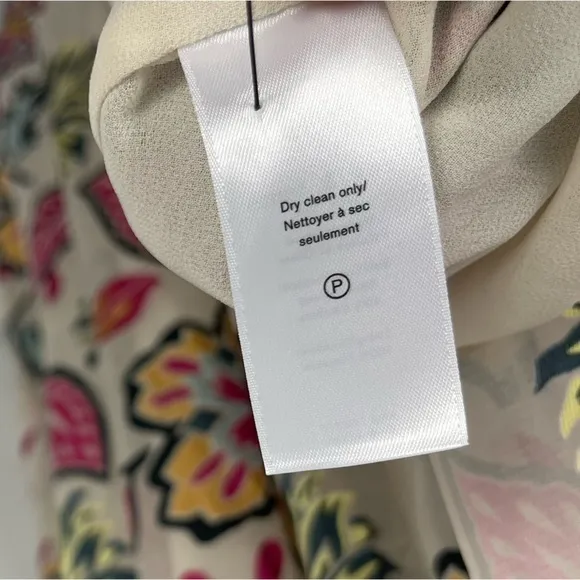 Dry clean only/
Nettoyer à sec
seulement
P